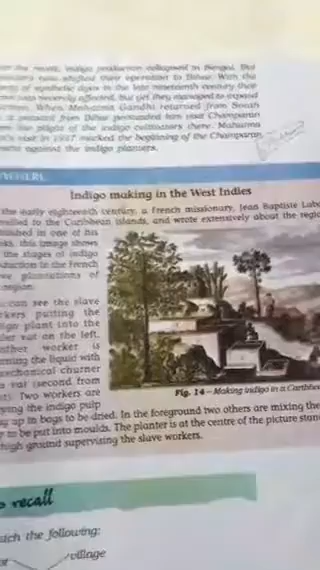 the revolt, indigo production collapsed in Bengal. But
now shifted their operation to Bihar. With the
of synthetic dyes in the late nineteenth century their
was severely affected, but yet they managed to expand
When Mahatma Gandhi returned from South
a peasant from Bihar persuaded him visit Champaran
the plight of the indigo cultivators there. Mahatma
visit in 1917 marked the beginning of the Champaran
against the indigo planters.
Indigo making in the West Indies
the early eighteenth century, a French missionary, Jean Baptiste
travelled to the Caribbean islands, and wrote extensively about the
in one of his
this image shows
the stages of indigo
production in the French
slave plantations of
region.
can see the slave
workers putting the
plant into the
vat on the left.
Another worker is
the liquid with
mechanical churner
a vat (second from
Two workers are
the indigo pulp
up in bags to be dried. In the foreground two others are mixing the
to be put into moulds. The planter is at the centre of the picture
high ground supervising the slave workers.
Fig. 14 – Making indigo in a
recall
the following:
village